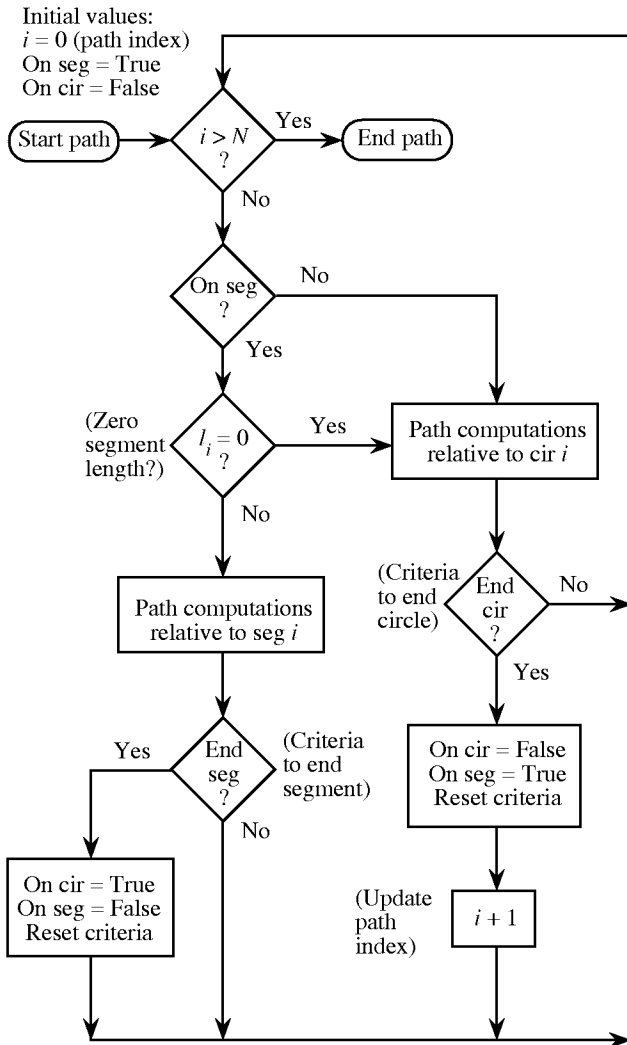 Initial values:
i = 0 (path index)
On seg = True
On cir = False
Start path
i > N
?
Yes
End path
No
On seg
?
No
Yes
(Zero
segment
length?)
l_i = 0
?
Yes
Path computations
relative to cir i
No
(Criteria
to end
circle)
End
cir
?
No
Path computations
relative to seg i
Yes
Yes
End
seg
?
(Criteria
to end
segment)
On cir = False
On seg = True
Reset criteria
No
On cir = True
On seg = False
Reset criteria
(Update
path
index)
i + 1